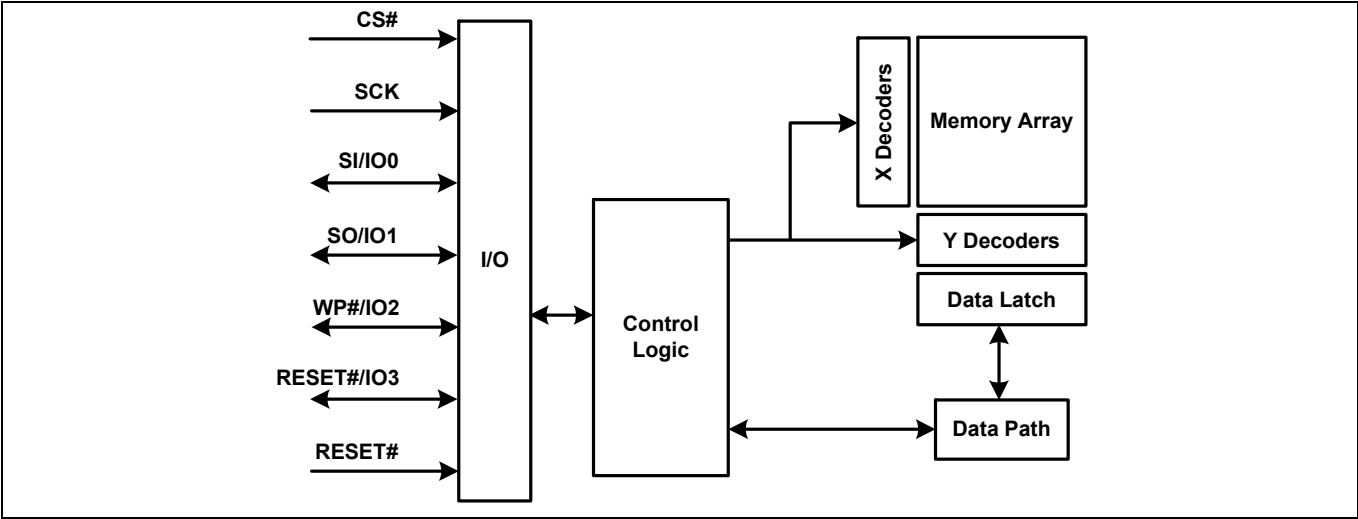 CS#
SCK
SI/IO0
SO/IO1
WP#/IO2
RESET#/IO3
RESET#
I/O
Control
Logic
X Decoders
Memory Array
Y Decoders
Data Latch
Data Path